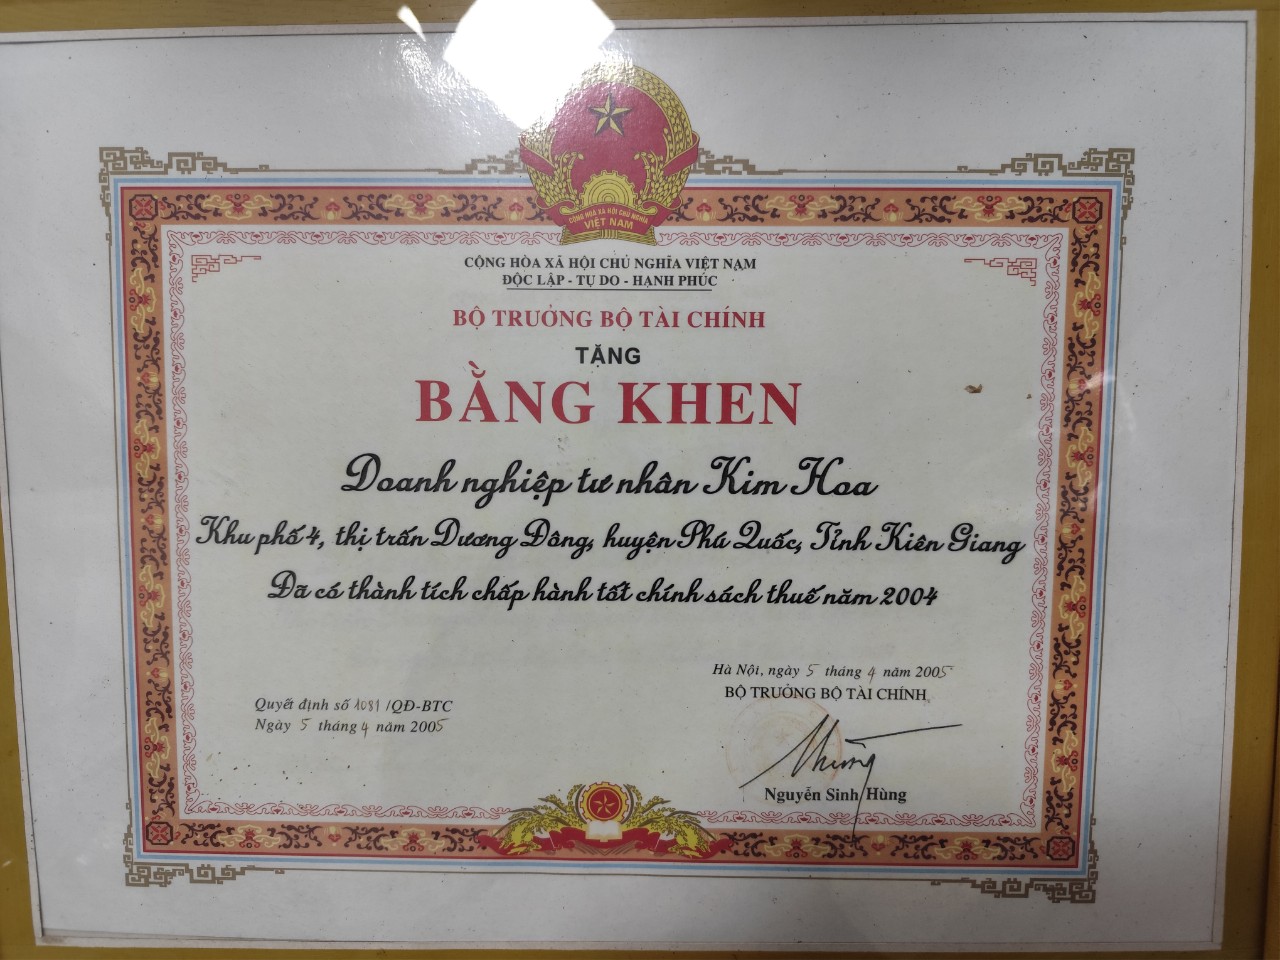 CỘNG HÒA XÃ HỘI CHỦ NGHĨA
VIỆT NAM
CỘNG HÒA XÃ HỘI CHỦ NGHĨA VIỆT NAM
ĐỘC LẬP - TỰ DO - HẠNH PHÚC
BỘ TRƯỞNG BỘ TÀI CHÍNH
TẶNG
BẰNG KHEN
Doanh nghiệp tư nhân Kim Hoa
Khu phố 4, thị trấn Dương Đông, huyện Phú Quốc, Tỉnh Kiên Giang
Đã có thành tích chấp hành tốt chính sách thuế năm 2004
Hà Nội, ngày 5 tháng 4 năm 2005
BỘ TRƯỞNG BỘ TÀI CHÍNH
Quyết định số 1081 /QĐ-BTC
Ngày 5 tháng 4 năm 2005
Nguyễn Sinh Hùng